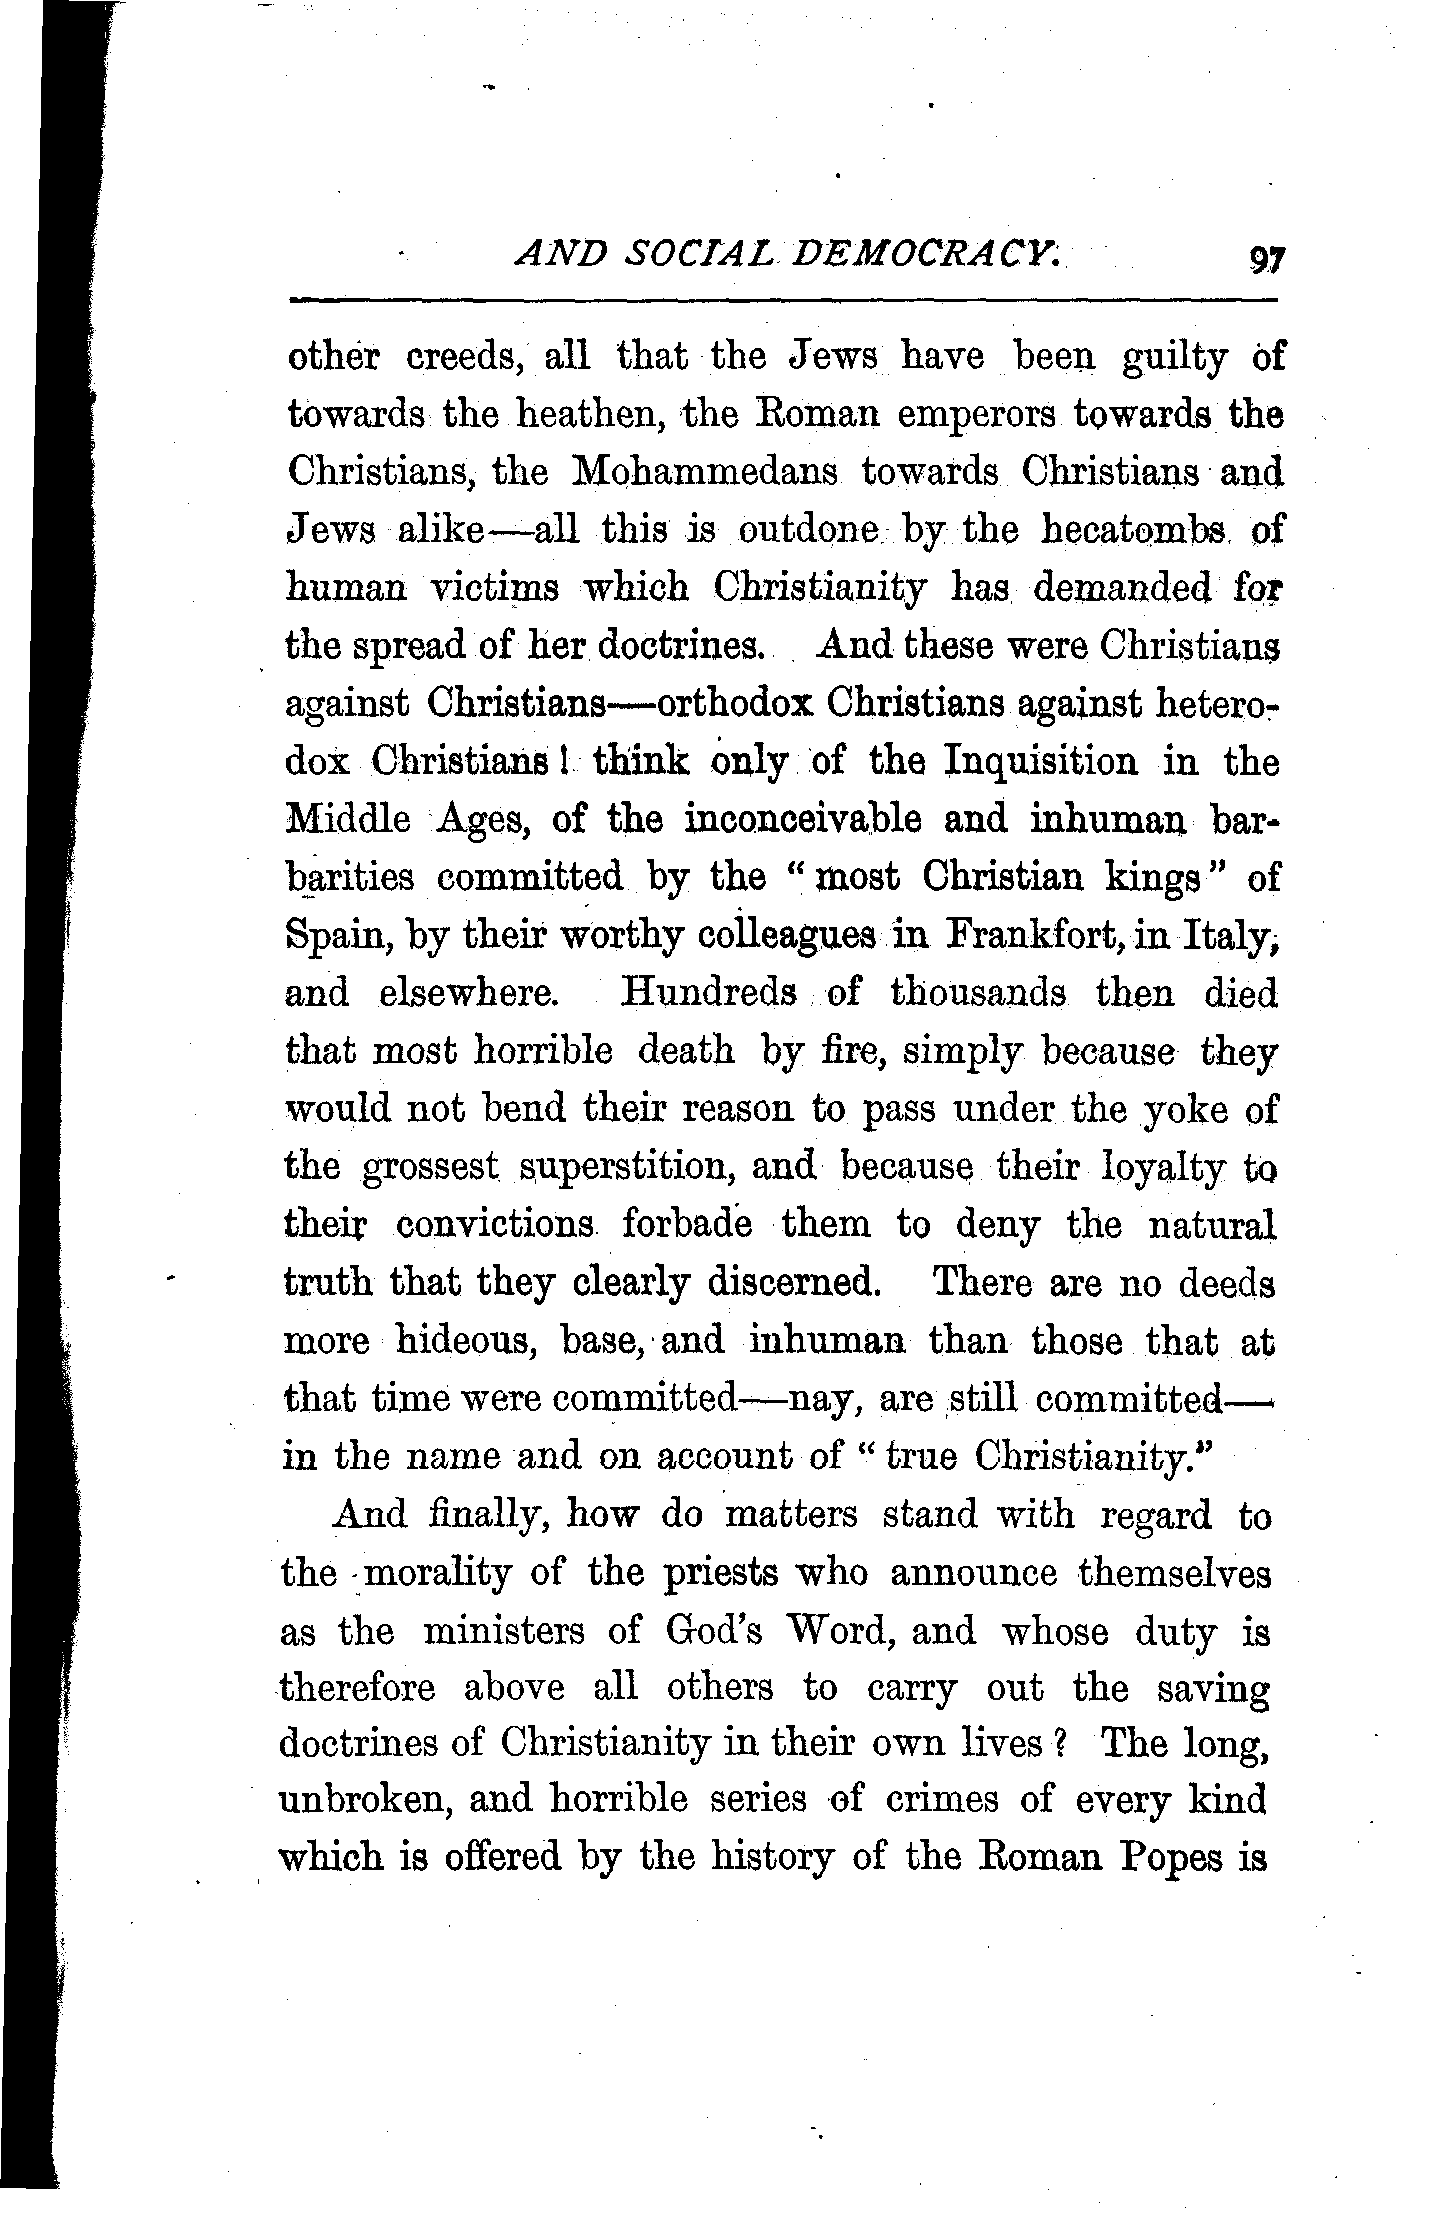 AND SOCIAL DEMOCRACY. 97
other creeds, all that the Jews have been guilty of
towards the heathen, the Roman emperors towards the
Christians, the Mohammedans towards Christians and
Jews alike—all this is outdone by the hecatombs of
human victims which Christianity has demanded for
the spread of her doctrines. And these were Christians
against Christians—orthodox Christians against hetero-
dox Christians! think only of the Inquisition in the
Middle Ages, of the inconceivable and inhuman bar-
barities committed by the "most Christian kings" of
Spain, by their worthy colleagues in Frankfort, in Italy,
and elsewhere. Hundreds of thousands then died
that most horrible death by fire, simply because they
would not bend their reason to pass under the yoke of
the grossest superstition, and because their loyalty to
their convictions forbade them to deny the natural
truth that they clearly discerned. There are no deeds
more hideous, base, and inhuman than those that at
that time were committed—nay, are still committed—
in the name and on account of "true Christianity."
And finally, how do matters stand with regard to
the morality of the priests who announce themselves
as the ministers of God's Word, and whose duty is
therefore above all others to carry out the saving
doctrines of Christianity in their own lives? The long,
unbroken, and horrible series of crimes of every kind
which is offered by the history of the Roman Popes is